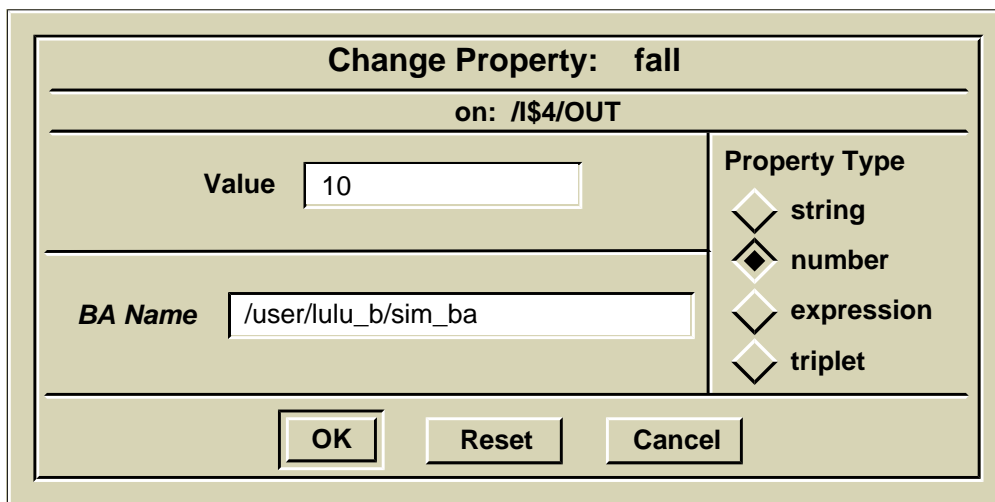 Change Property: fall
on: /I$4/OUT
Value 10
BA Name /user/lulu_b/sim_ba
Property Type
string
number
expression
triplet
OK Reset Cancel